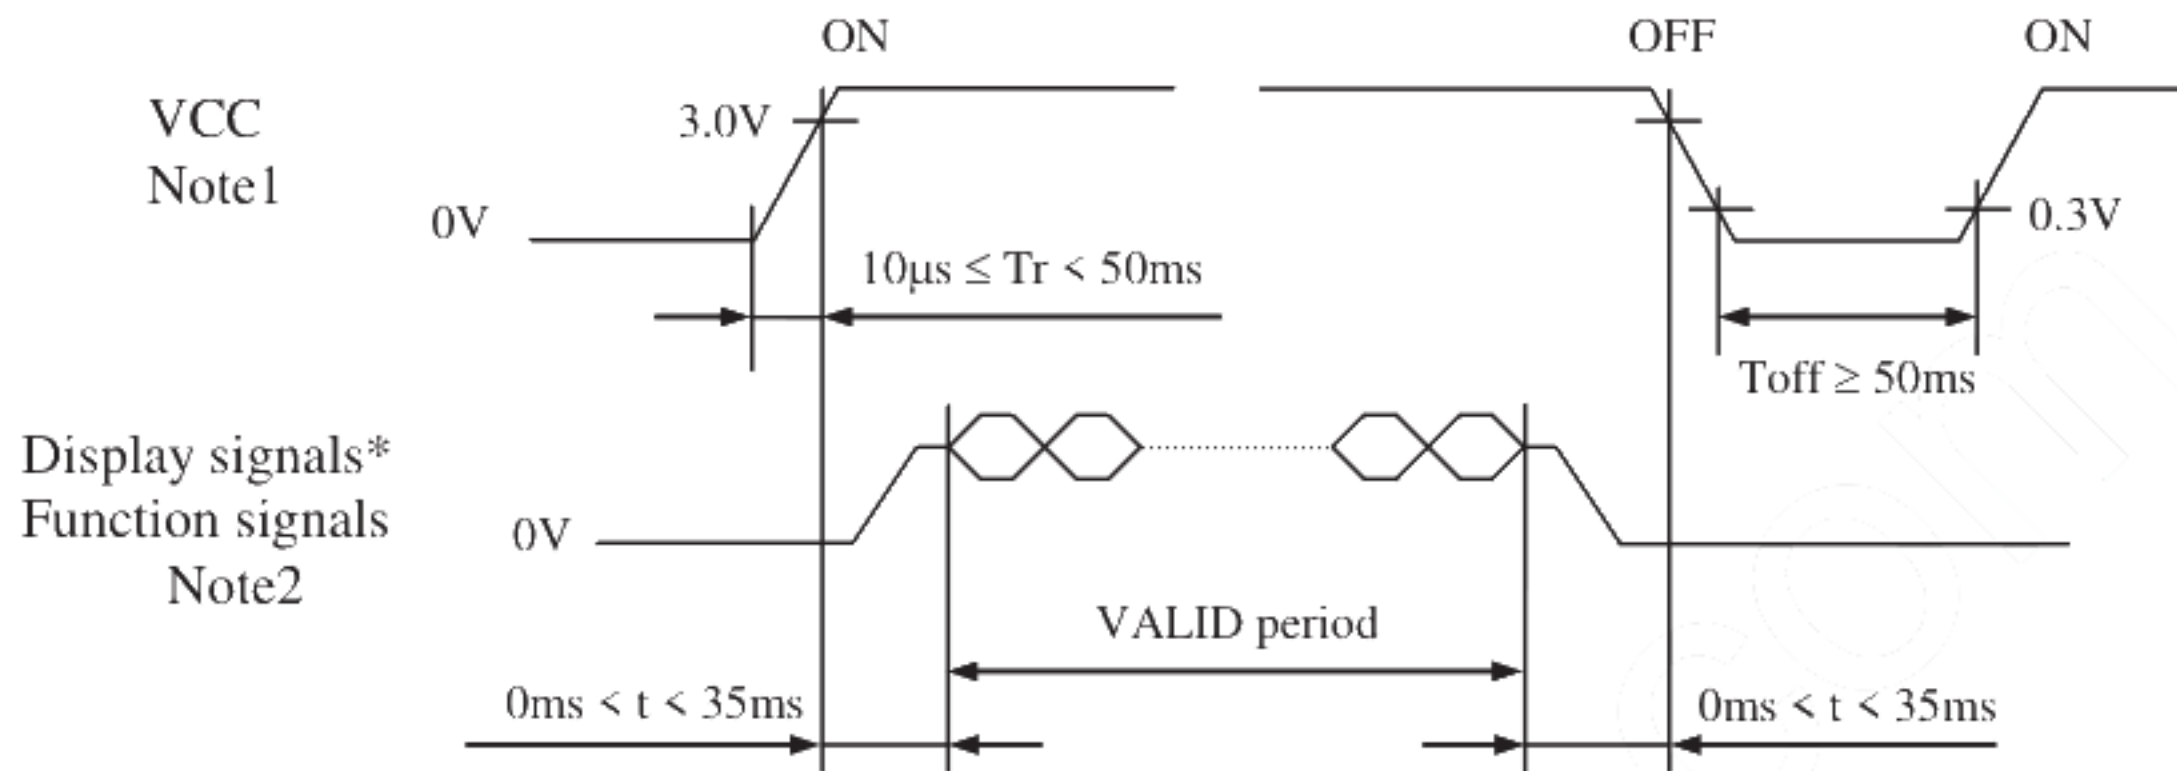 ON OFF ON
VCC
Note1
3.0V
0V
0.3V
10µs ≤ Tr < 50ms
Toff ≥ 50ms
Display signals*
Function signals
Note2
0V
VALID period
0ms < t < 35ms
0ms < t < 35ms